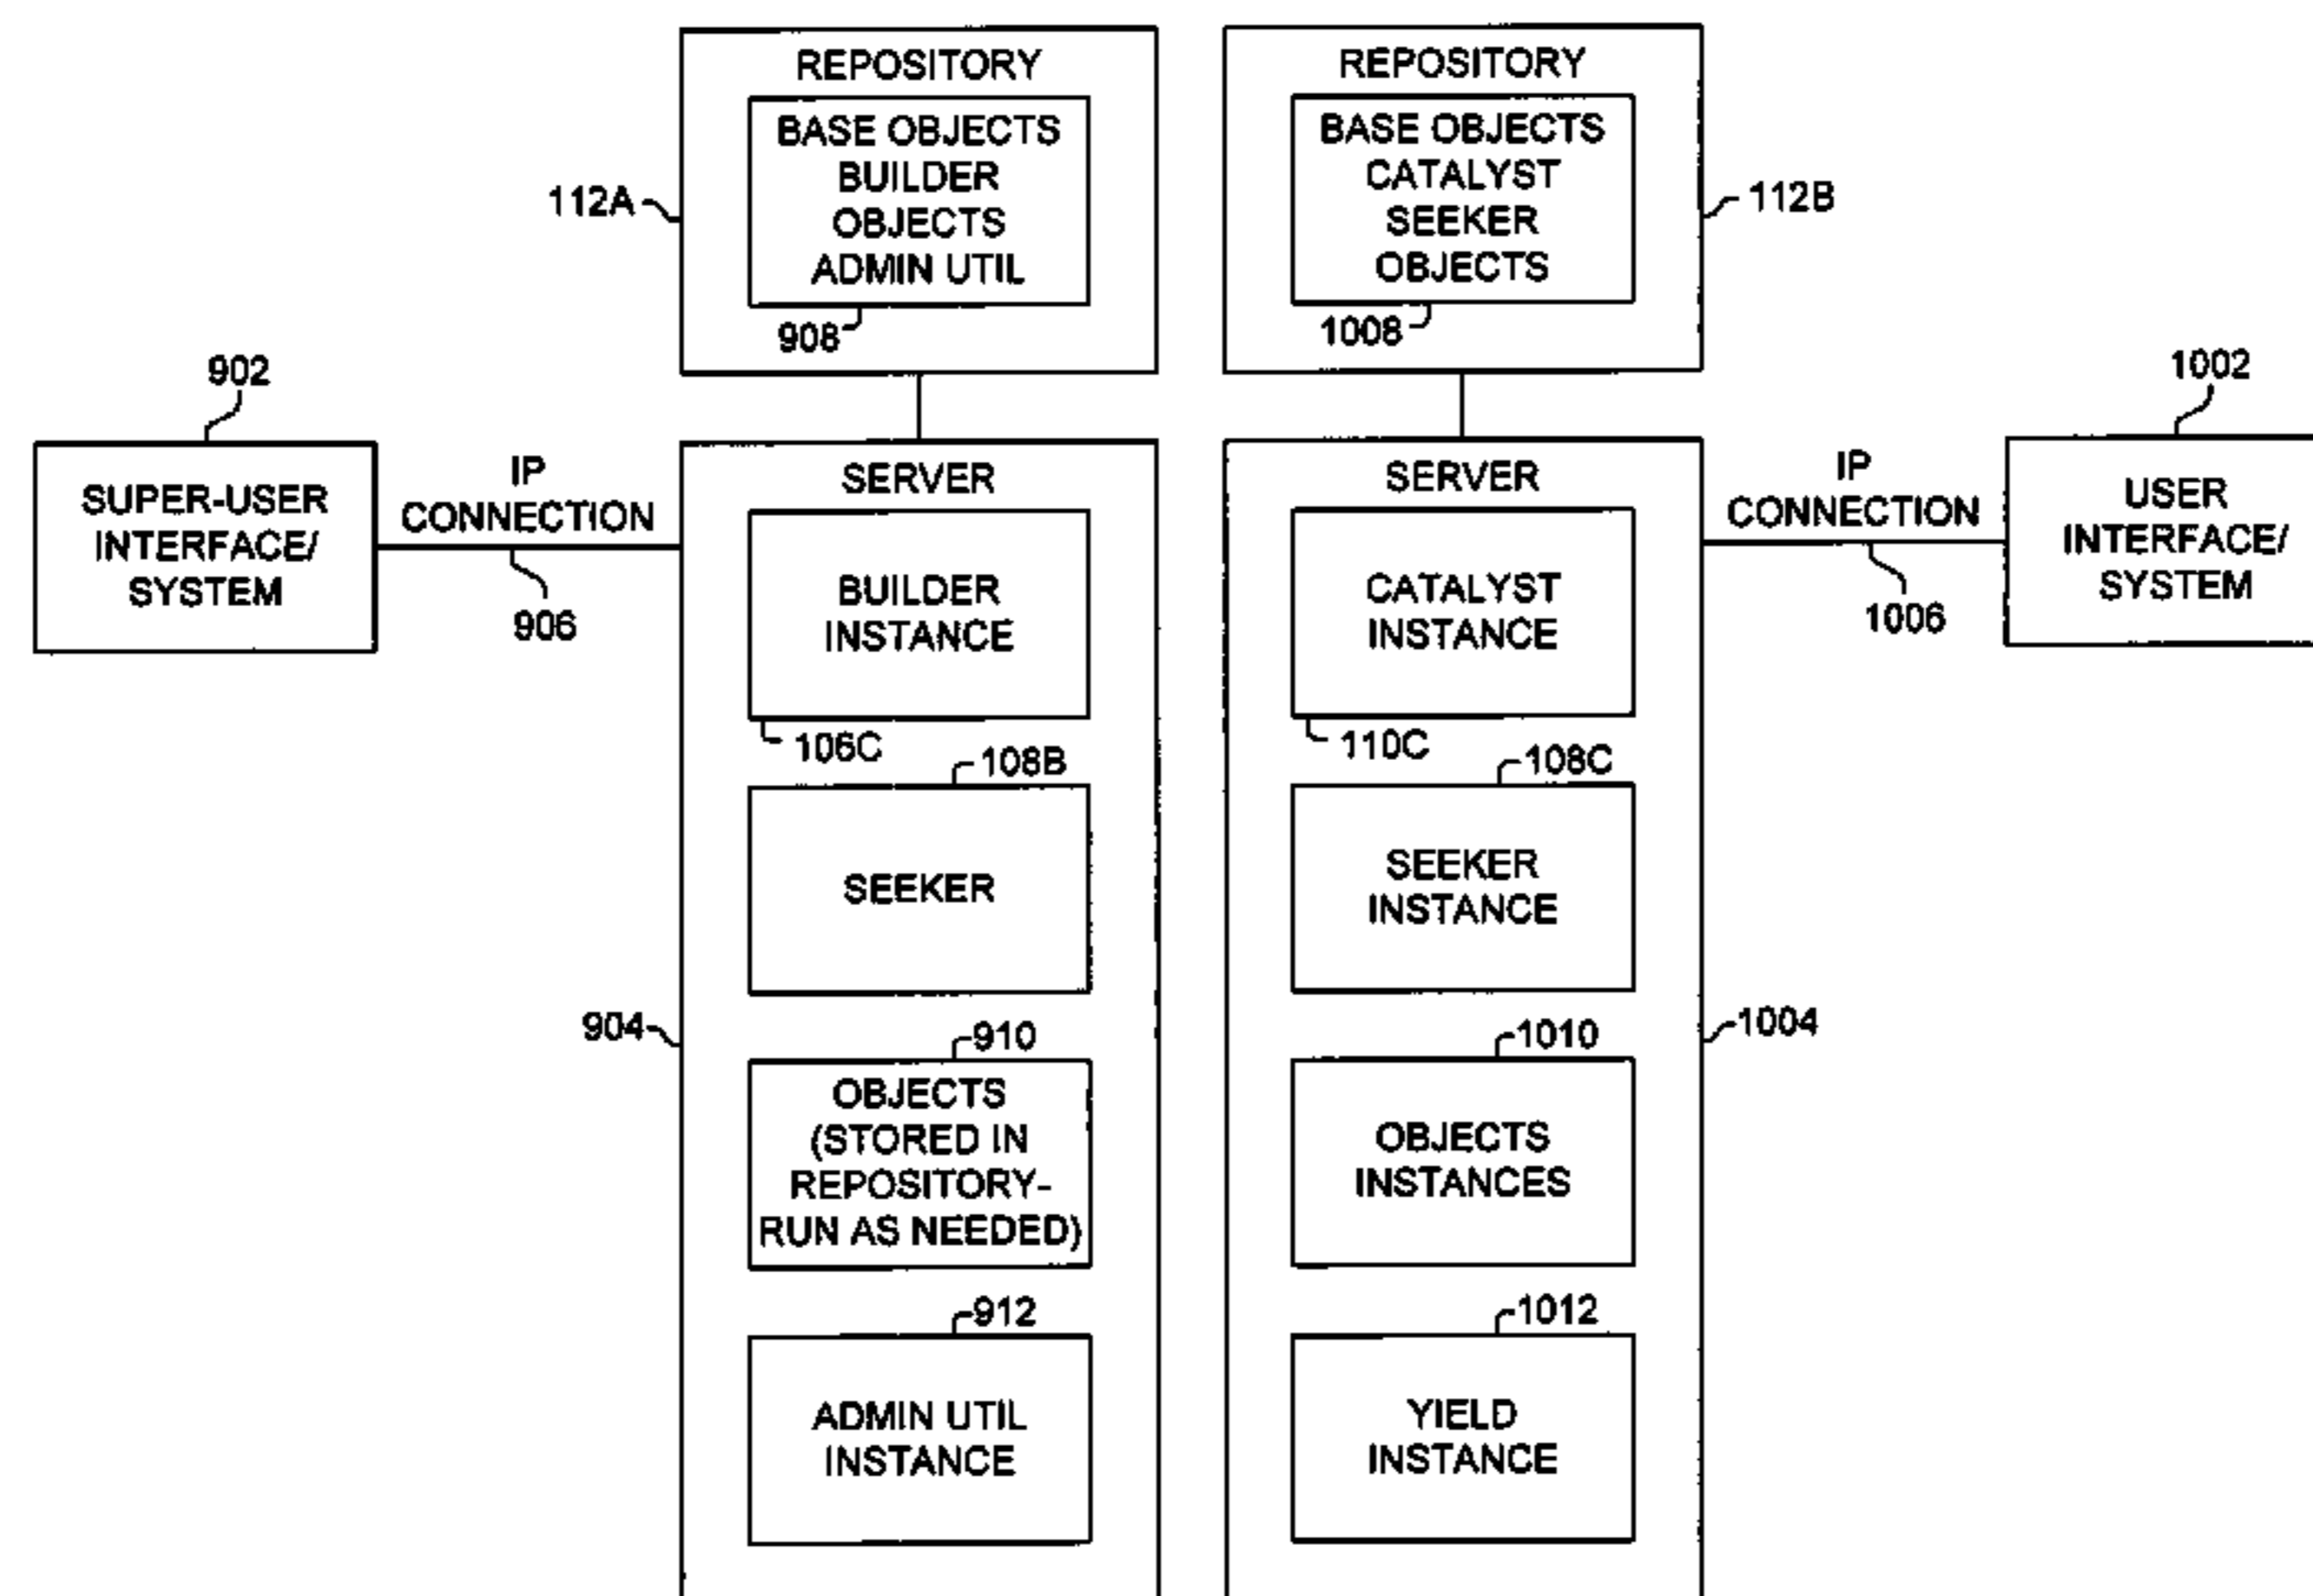 REPOSITORY
BASE OBJECTS
BUILDER
OBJECTS
ADMIN UTIL
908
112A
REPOSITORY
BASE OBJECTS
CATALYST
SEEKER
OBJECTS
1008
112B
902
SUPER-USER
INTERFACE/
SYSTEM
IP
CONNECTION
906
SERVER
BUILDER
INSTANCE
106C
108B
SEEKER
904
910
OBJECTS
(STORED IN
REPOSITORY-
RUN AS NEEDED)
912
ADMIN UTIL
INSTANCE
SERVER
CATALYST
INSTANCE
110C
108C
SEEKER
INSTANCE
1004
1010
OBJECTS
INSTANCES
1012
YIELD
INSTANCE
IP
CONNECTION
1006
1002
USER
INTERFACE/
SYSTEM